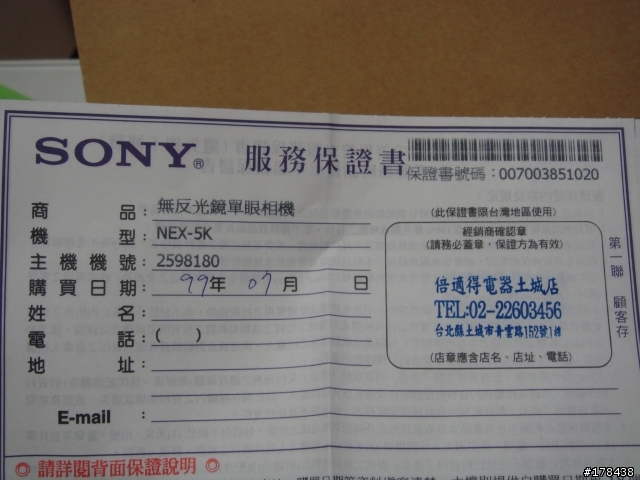 SONY® 服務保證書
保證書號碼：007003851020
商品：無反光鏡單眼相機
機型：NEX-5K
主機機號：2598180
購買日期：99年 07月 日
姓名：
電話：( )
地址：
E-mail：
(此保證書限台灣地區使用)
經銷商確認章
(請務必蓋章，保證方為有效)
倍適得電器土城店
TEL:02-22603456
台北縣土城市青雲路152號1樓
(店章應含店名、店址、電話)
第一聯 顧客存
◎ 請詳閱背面保證說明 ◎
#178438